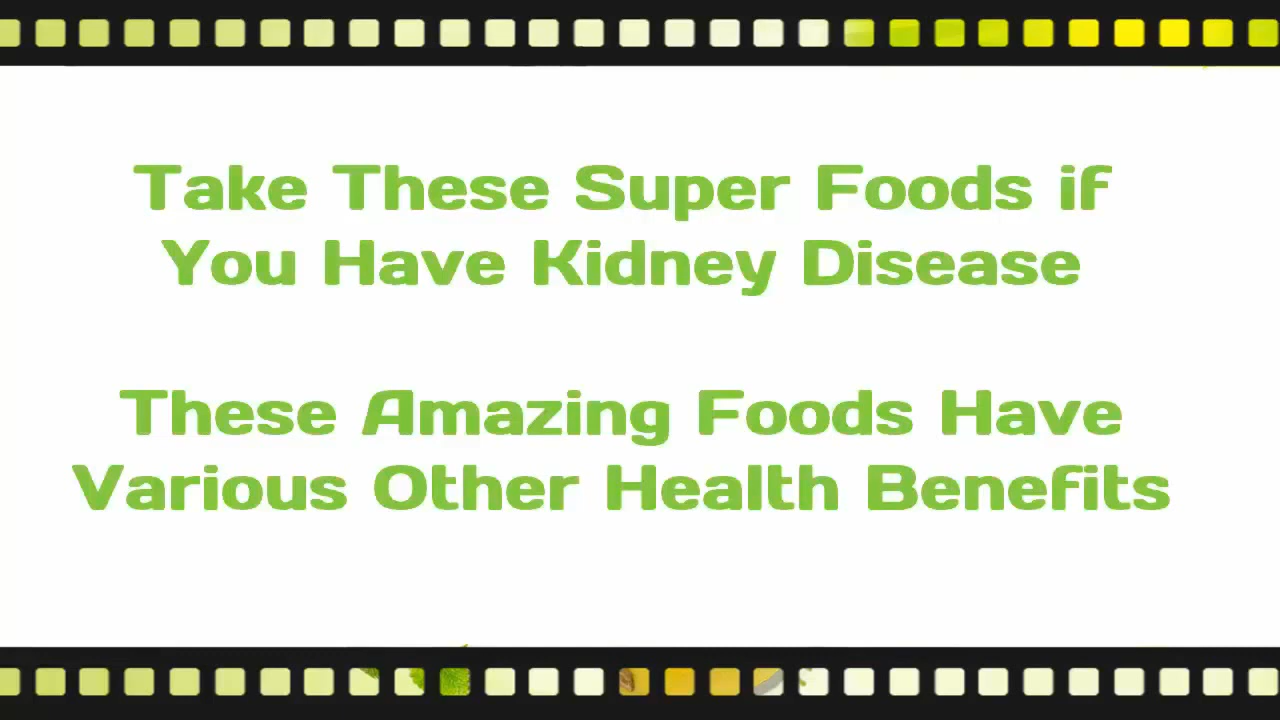 Take These Super Foods if
You Have Kidney Disease
These Amazing Foods Have
Various Other Health Benefits